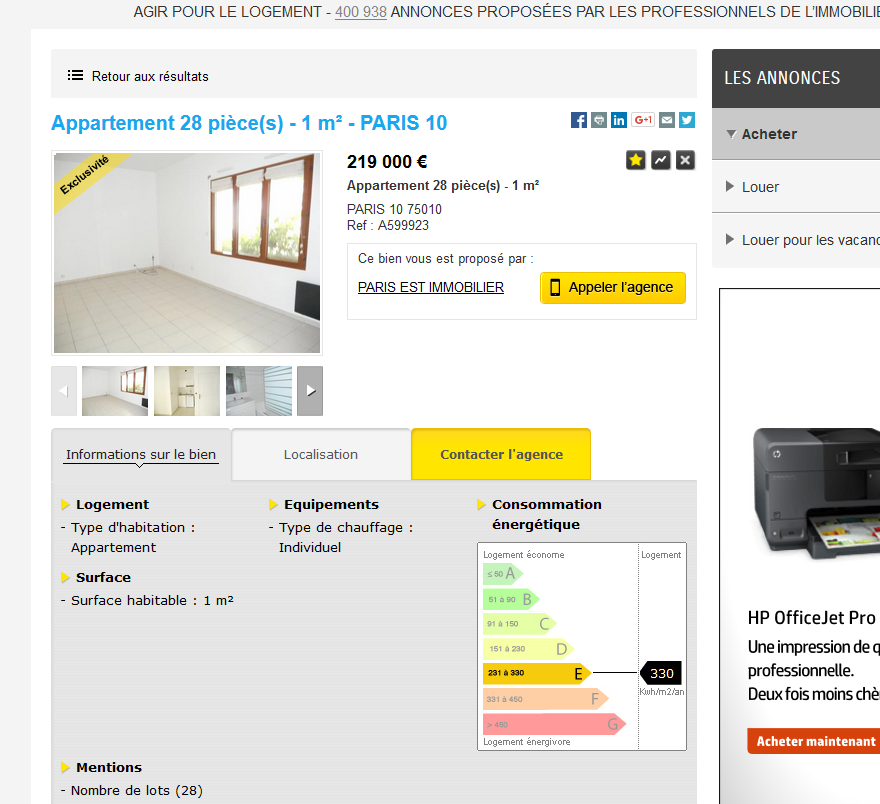 AGIR POUR LE LOGEMENT - 400 938 ANNONCES PROPOSÉES PAR LES PROFESSIONNELS DE L'IMMOBILIE
Retour aux résultats
Appartement 28 pièce(s) - 1 m² - PARIS 10
G+1
Exclusivité
219 000 €
Appartement 28 pièce(s) - 1 m²
PARIS 10 75010
Ref : A599923
Ce bien vous est proposé par :
PARIS EST IMMOBILIER
Appeler l'agence
Informations sur le bien
Localisation
Contacter l'agence
Logement
- Type d'habitation :
Appartement
Surface
- Surface habitable : 1 m²
Equipements
- Type de chauffage :
Individuel
Consommation
énergétique
Logement économe
Logement
≤ 50 A
51 à 90 B
91 à 150 C
151 à 230 D
231 à 330 E
330
Kwh/m2/an
331 à 450 F
> 450 G
Logement énergivore
Mentions
- Nombre de lots (28)
LES ANNONCES
Acheter
Louer
Louer pour les vacanc
hp
HP OfficeJet Pro
Une impression de q
professionnelle.
Deux fois moins chè
Acheter maintenant